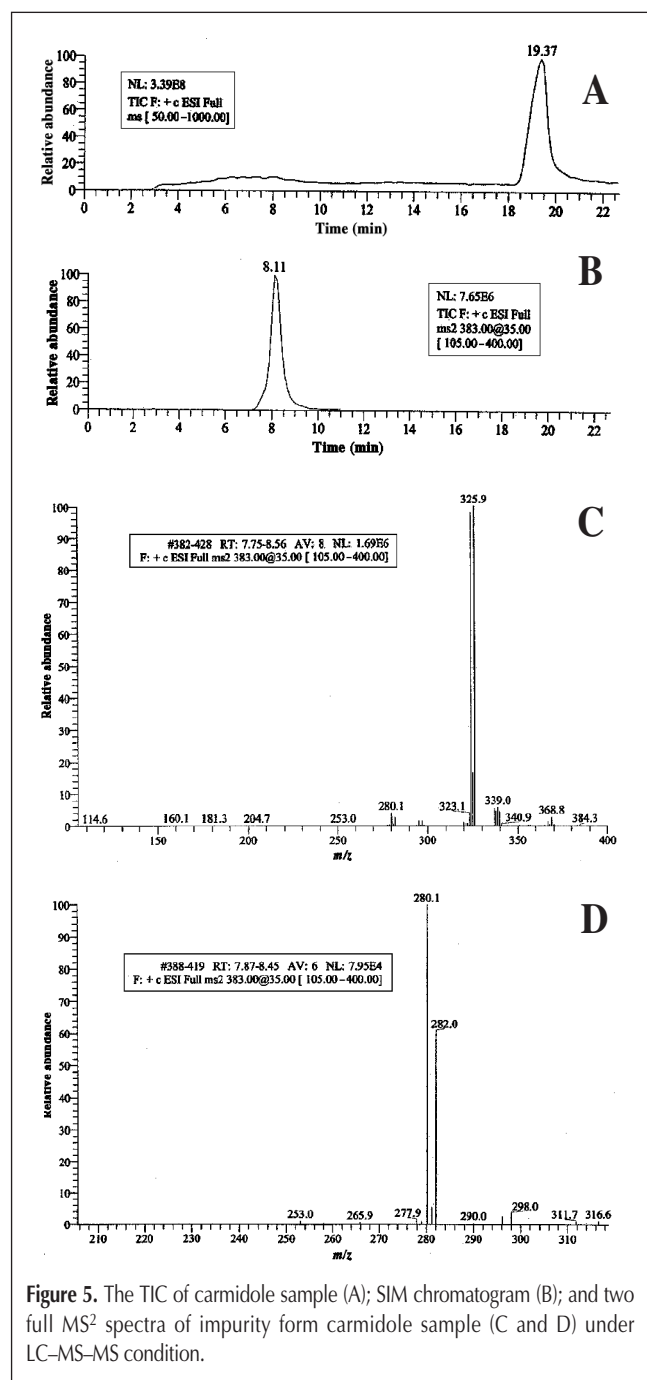 100
80
60
40
20
0
Relative abundance
19.37
NL: 3.39E8
TIC F: + c ESI Full
ms [ 50.00-1000.00]
A
0 2 4 6 8 10 12 14 16 18 20 22
Time (min)
100
80
60
40
20
0
Relative abundance
8.11
NL: 7.65E6
TIC F: + c ESI Full
ms2 383.00@35.00
[ 105.00-400.00]
B
0 2 4 6 8 10 12 14 16 18 20 22
Time (min)
100
90
80
70
60
50
40
30
20
10
0
Relative abundance
325.9
C
#382-428 RT: 7.75-8.56 AV: 8 NL: 1.69E6
F: + c ESI Full ms2 383.00@35.00 [ 105.00-400.00]
114.6 160.1 181.3 204.7 253.0 280.1 323.1 339.0 340.9 368.8 384.3
150 200 250 300 350 400
m/z
100
90
80
70
60
50
40
30
20
10
0
Relative abundance
280.1
D
#388-419 RT: 7.87-8.45 AV: 6 NL: 7.95E4
F: + c ESI Full ms2 383.00@35.00 [ 105.00-400.00]
282.0
253.0 265.9 277.9 290.0 298.0 311.7 316.6
210 220 230 240 250 260 270 280 290 300 310
m/z
Figure 5. The TIC of carmidole sample (A); SIM chromatogram (B); and two
full MS² spectra of impurity form carmidole sample (C and D) under
LC–MS–MS condition.